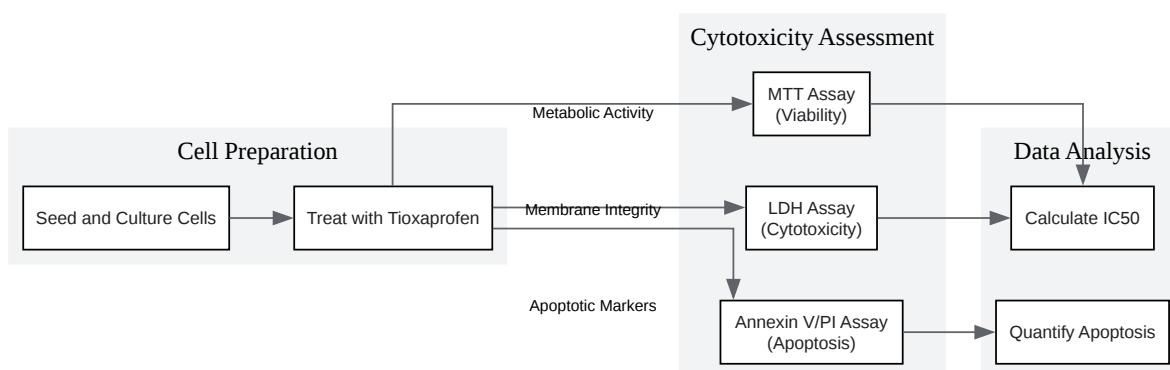 Cytotoxicity Assessment
MTT Assay
(Viability)
Metabolic Activity
Cell Preparation
Data Analysis
Seed and Culture Cells
Treat with Tioxaprofen
Membrane Integrity
LDH Assay
(Cytotoxicity)
Calculate IC50
Apoptotic Markers
Annexin V/PI Assay
(Apoptosis)
Quantify Apoptosis